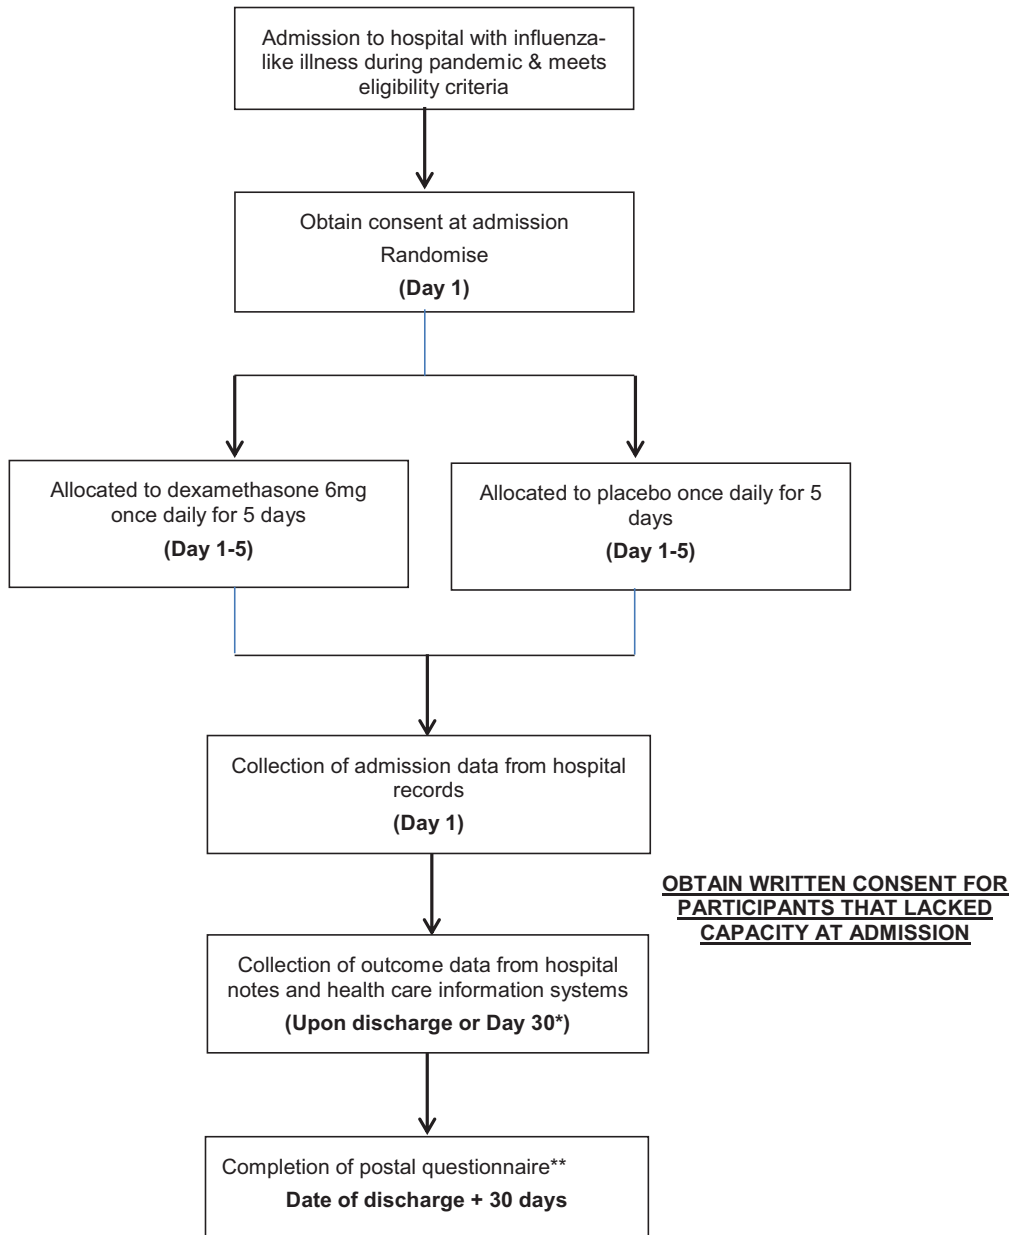 Admission to hospital with influenza-
like illness during pandemic & meets
eligibility criteria
Obtain consent at admission
Randomise
(Day 1)
Allocated to dexamethasone 6mg
once daily for 5 days
(Day 1-5)
Allocated to placebo once daily for 5
days
(Day 1-5)
Collection of admission data from hospital
records
(Day 1)
OBTAIN WRITTEN CONSENT FOR
PARTICIPANTS THAT LACKED
CAPACITY AT ADMISSION
Collection of outcome data from hospital
notes and health care information systems
(Upon discharge or Day 30*)
Completion of postal questionnaire**
Date of discharge + 30 days